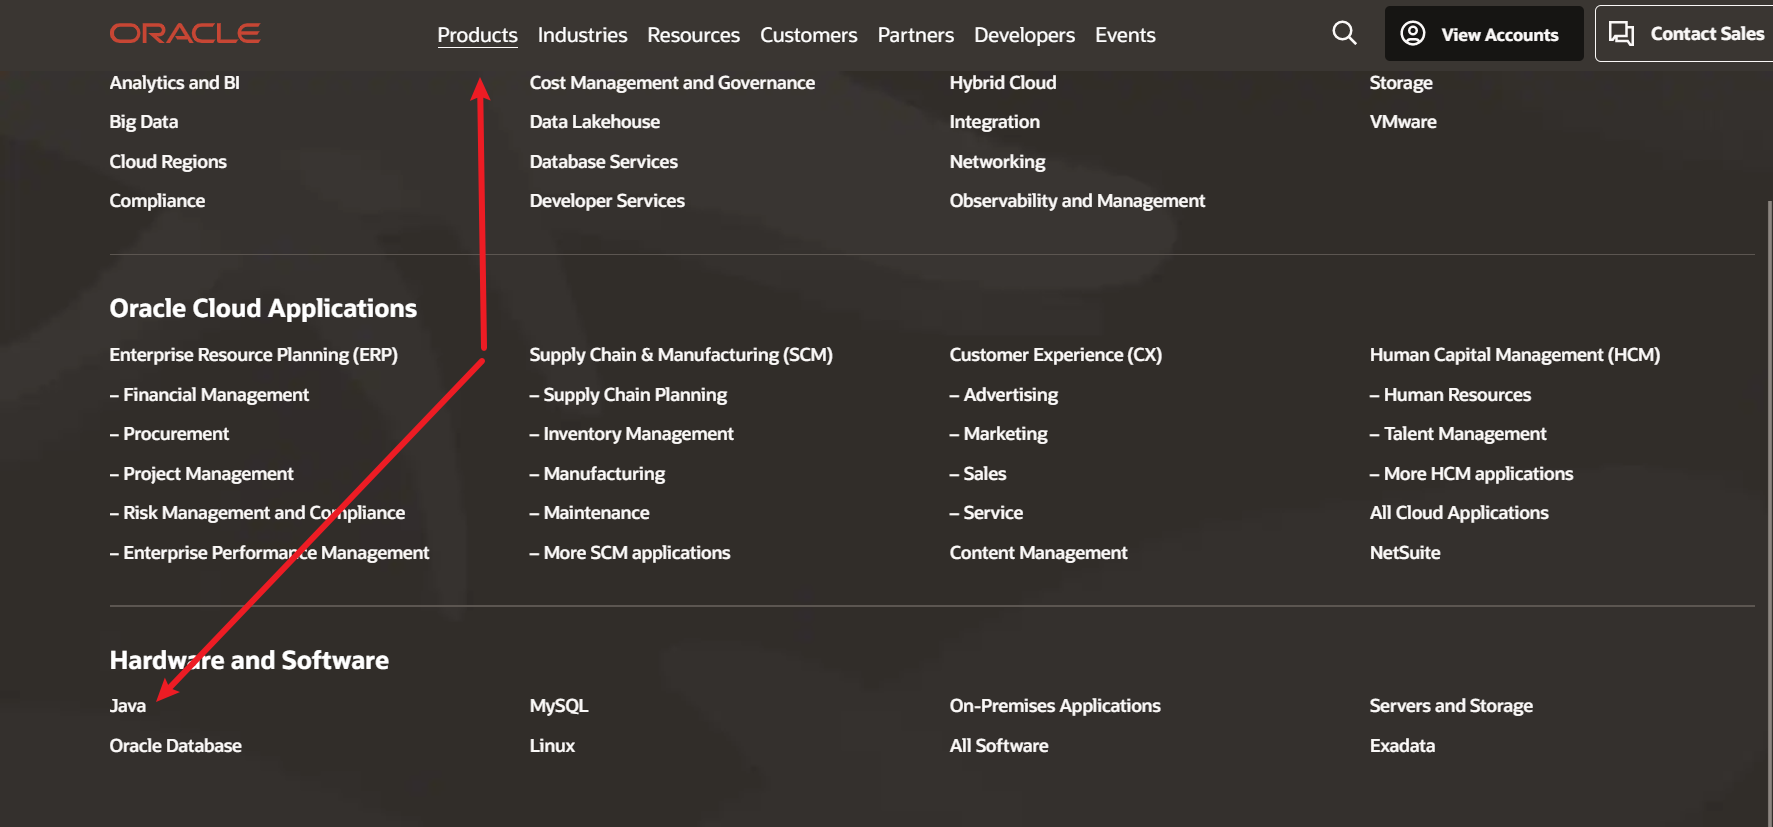 ORACLE
Products Industries Resources Customers Partners Developers Events
View Accounts
Contact Sales
Analytics and BI
Big Data
Cloud Regions
Compliance
Cost Management and Governance
Data Lakehouse
Database Services
Developer Services
Hybrid Cloud
Integration
Networking
Observability and Management
Storage
VMware
Oracle Cloud Applications
Enterprise Resource Planning (ERP)
– Financial Management
– Procurement
– Project Management
– Risk Management and Compliance
– Enterprise Performance Management
Supply Chain & Manufacturing (SCM)
– Supply Chain Planning
– Inventory Management
– Manufacturing
– Maintenance
– More SCM applications
Customer Experience (CX)
– Advertising
– Marketing
– Sales
– Service
Content Management
Human Capital Management (HCM)
– Human Resources
– Talent Management
– More HCM applications
All Cloud Applications
NetSuite
Hardware and Software
Java
Oracle Database
MySQL
Linux
On-Premises Applications
All Software
Servers and Storage
Exadata